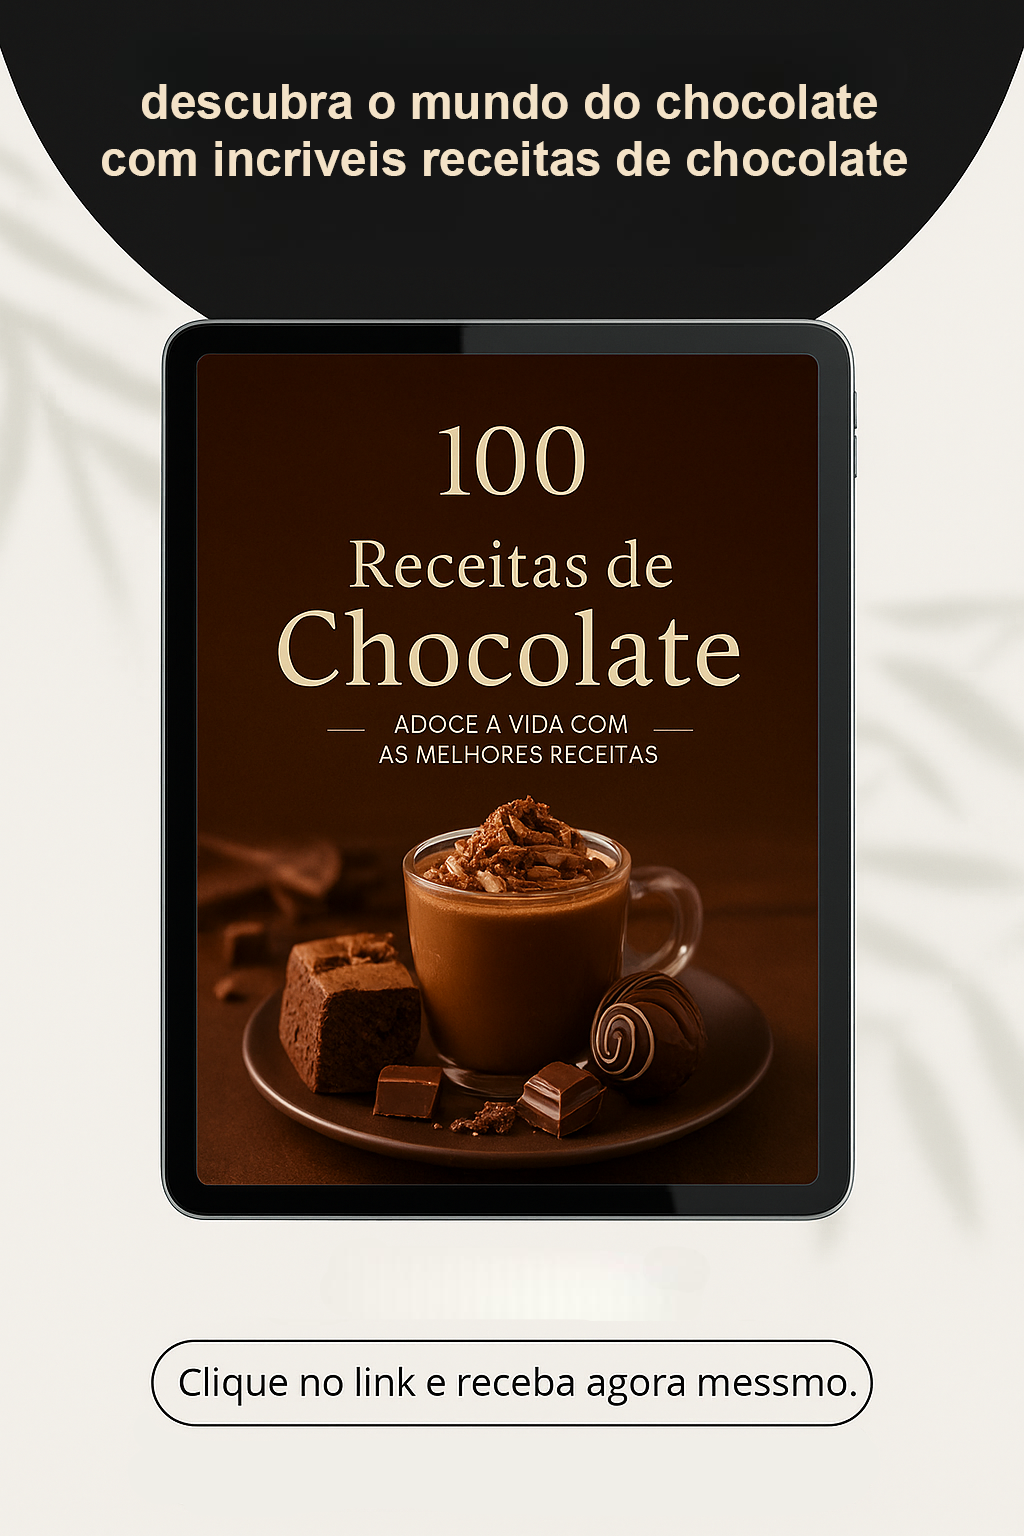 descubra o mundo do chocolate
com incriveis receitas de chocolate
100
Receitas de
Chocolate
ADOCE A VIDA COM
AS MELHORES RECEITAS
Clique no link e receba agora messmo.